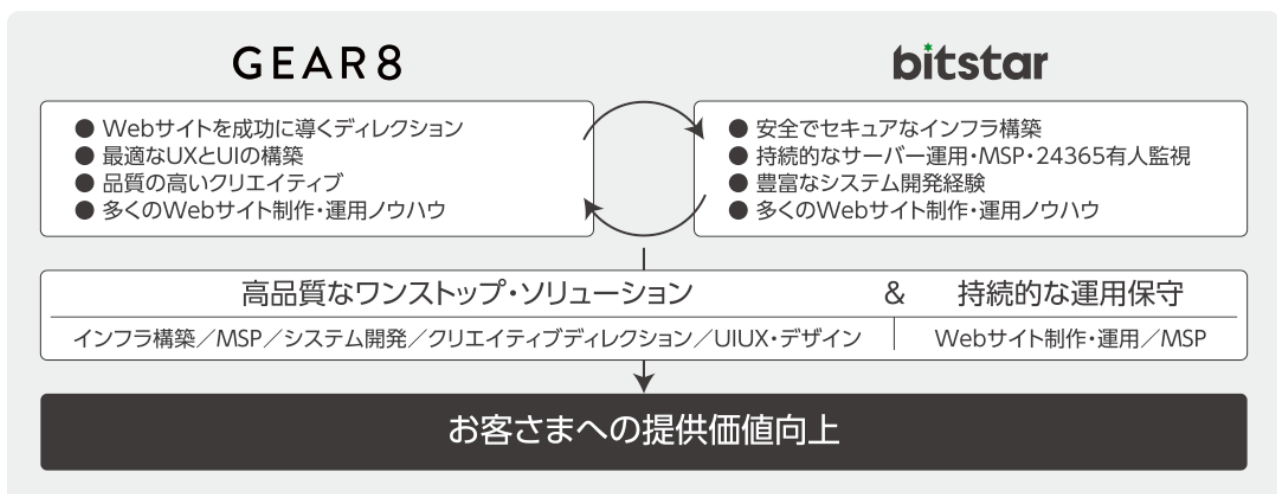 GEAR8
● Webサイトを成功に導くディレクション
● 最適なUXとUIの構築
● 品質の高いクリエイティブ
● 多くのWebサイト制作・運用ノウハウ
bitstar
● 安全でセキュアなインフラ構築
● 持続的なサーバー運用・MSP・24365有人監視
● 豊富なシステム開発経験
● 多くのWebサイト制作・運用ノウハウ
高品質なワンストップ・ソリューション & 持続的な運用保守
インフラ構築／MSP／システム開発／クリエイティブディレクション／UIUX・デザイン Webサイト制作・運用／MSP
お客さまへの提供価値向上